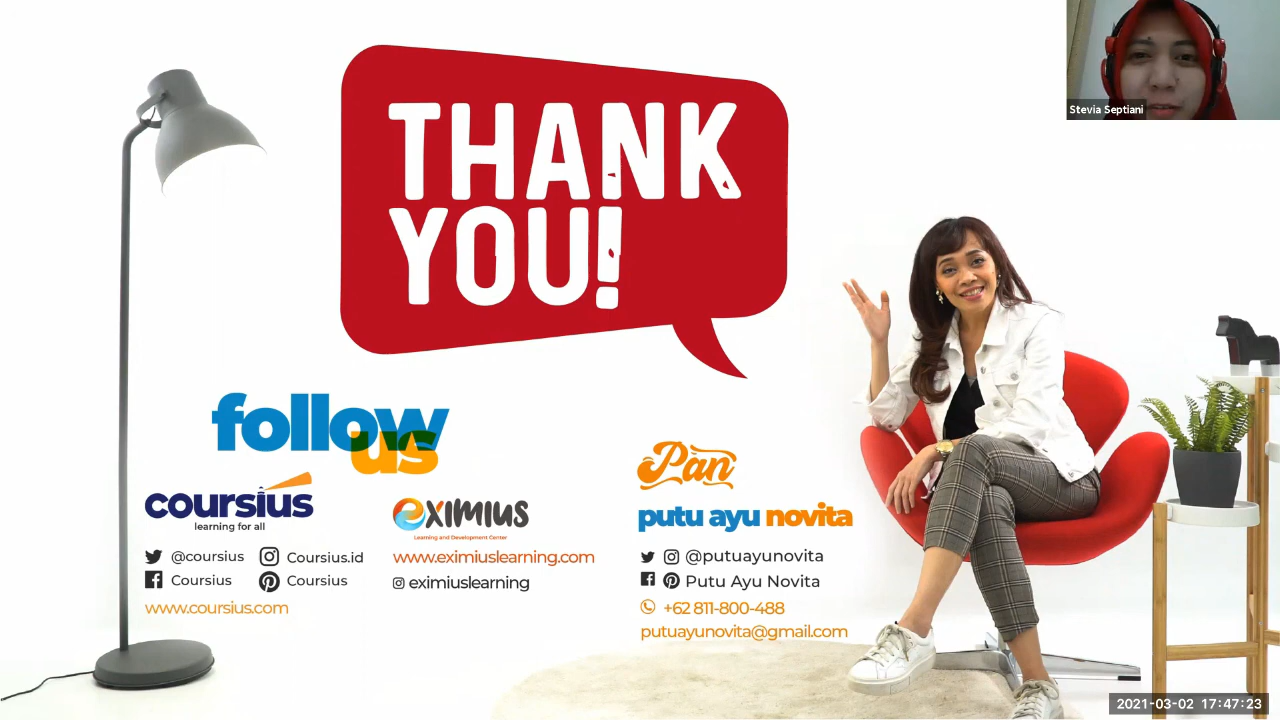 Stevia Septiani
THANK
YOU!
follow
us
coursius
learning for all
@coursius Coursius.id
Coursius Coursius
www.coursius.com
eXIMIUS
Learning and Development Center
www.eximiuslearning.com
eximiuslearning
Pan
putu ayu novita
@putuayunovita
Putu Ayu Novita
+62 811-800-488
putuayunovita@gmail.com
2021-03-02 17:47:23